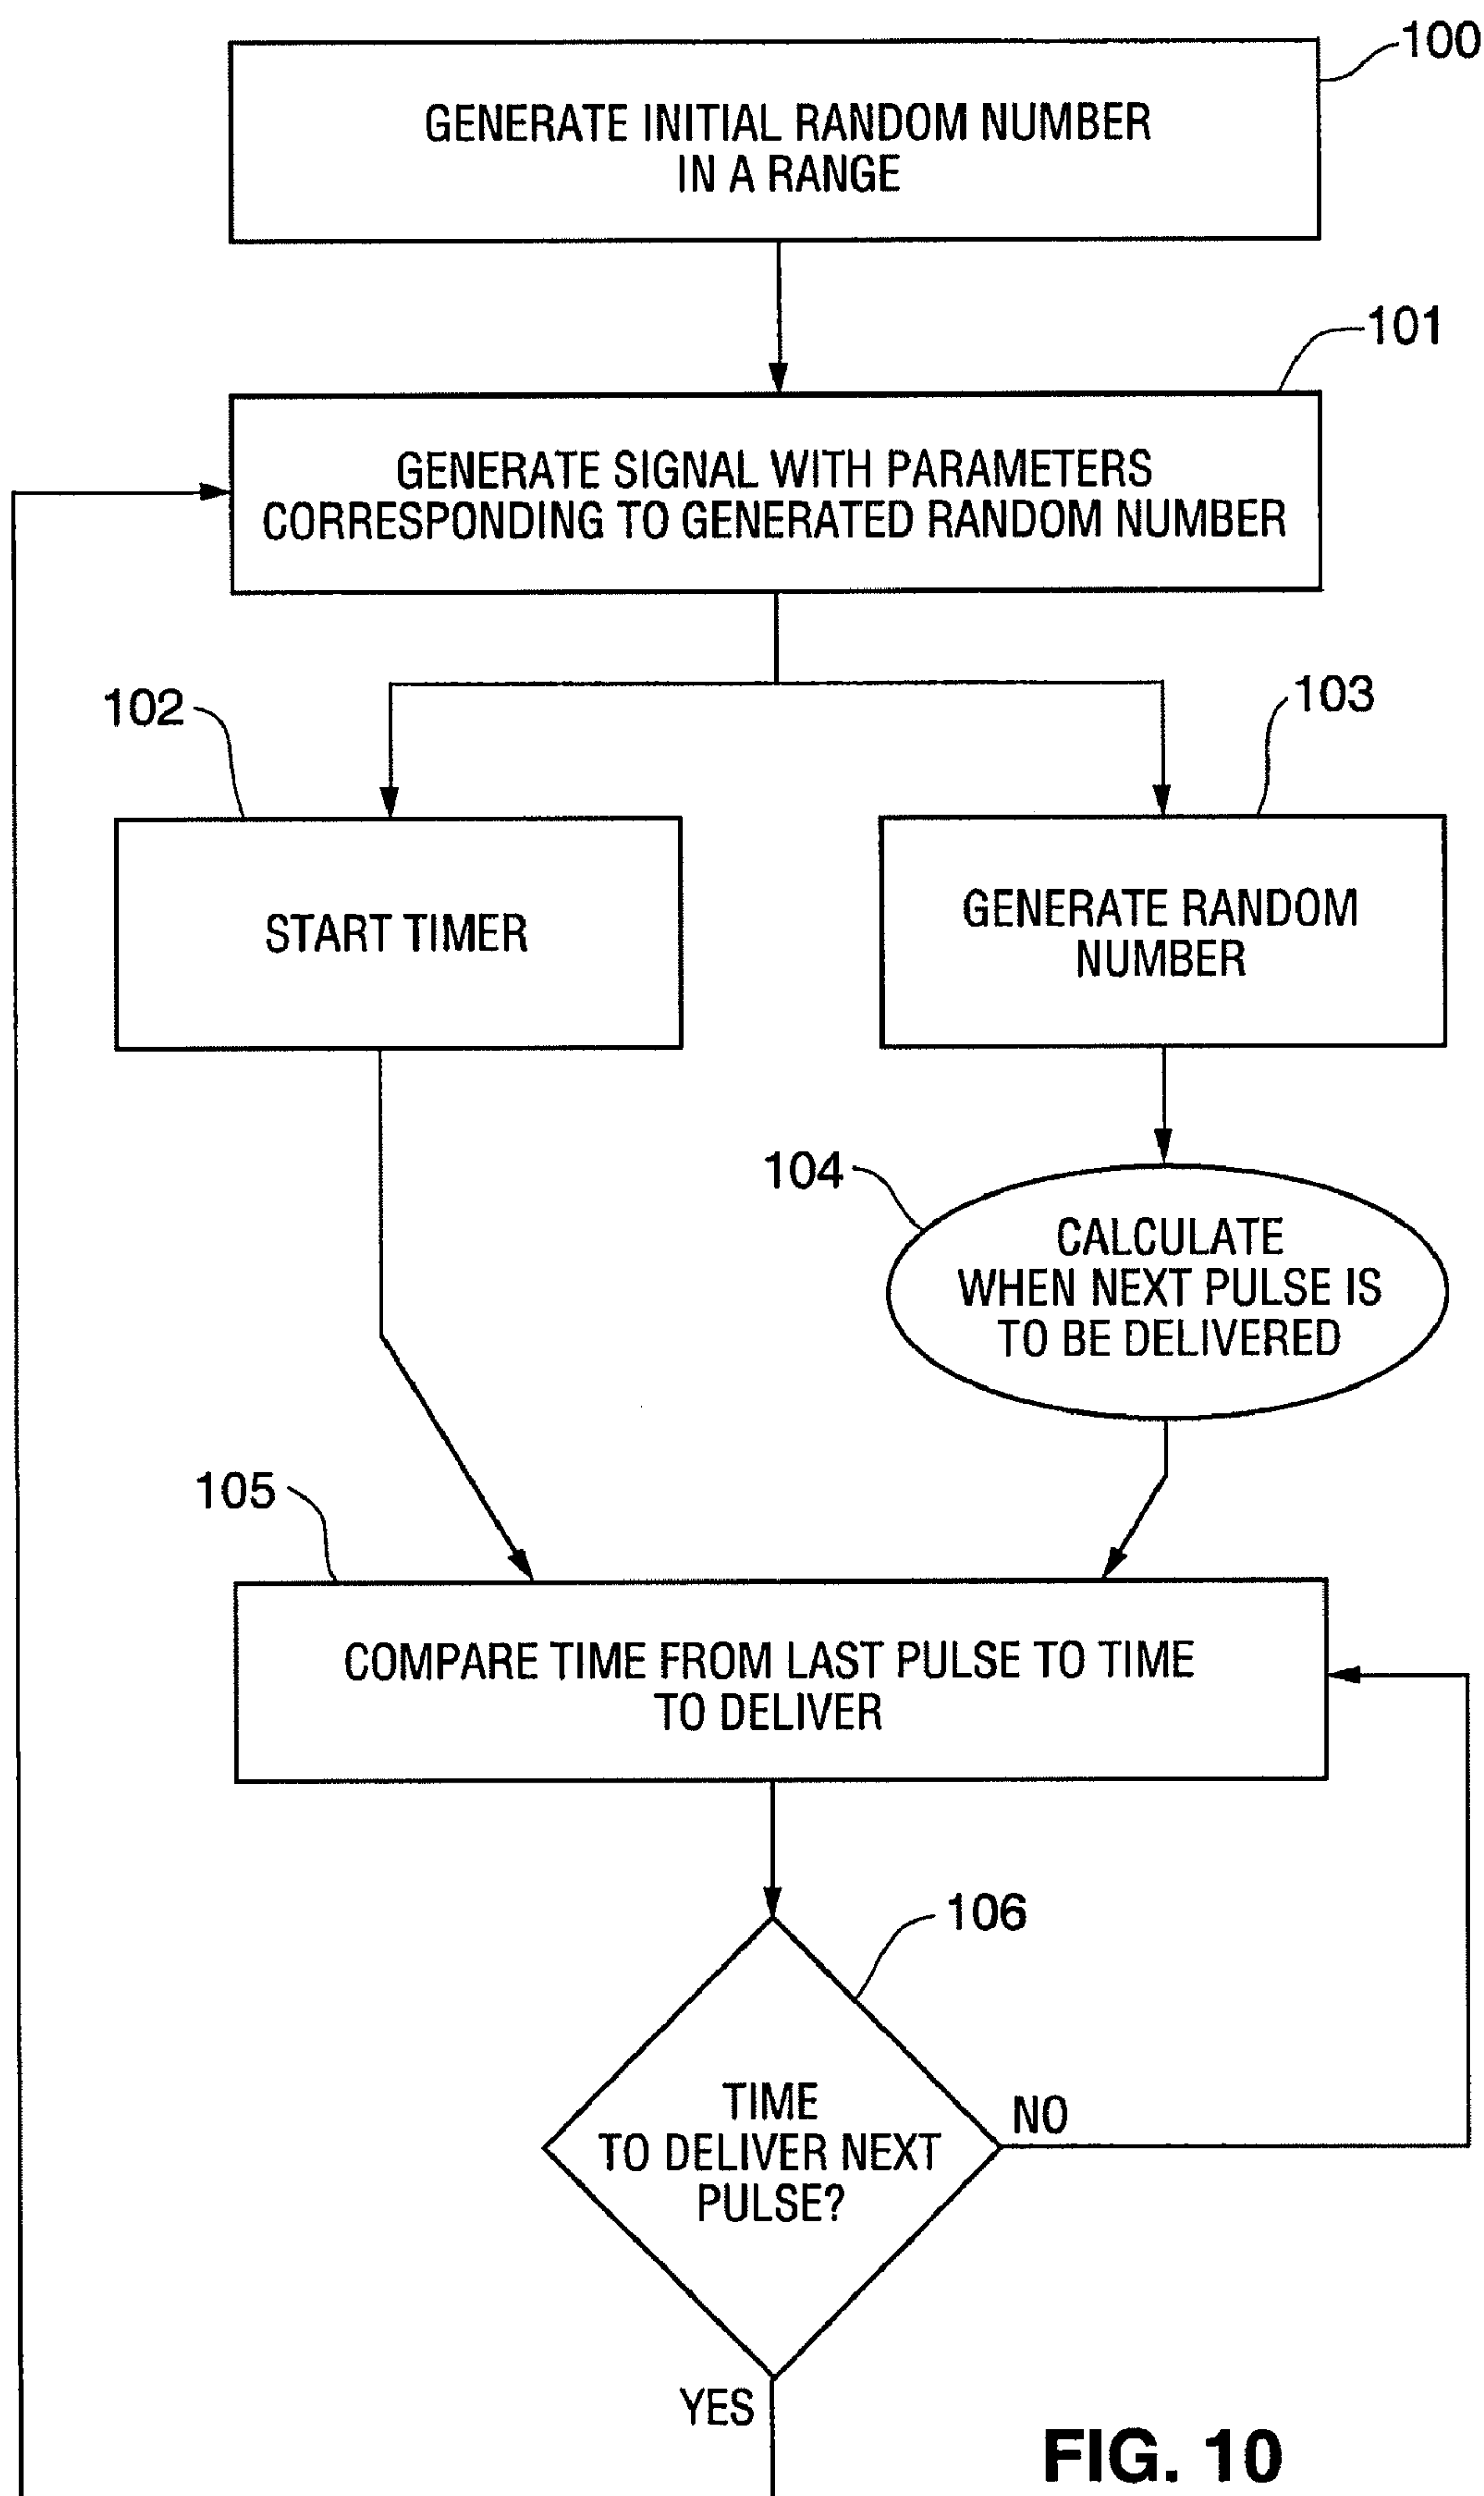 100
GENERATE INITIAL RANDOM NUMBER
IN A RANGE
101
GENERATE SIGNAL WITH PARAMETERS
CORRESPONDING TO GENERATED RANDOM NUMBER
102
103
START TIMER
GENERATE RANDOM
NUMBER
104
CALCULATE
WHEN NEXT PULSE IS
TO BE DELIVERED
105
COMPARE TIME FROM LAST PULSE TO TIME
TO DELIVER
106
TIME
TO DELIVER NEXT
PULSE?
NO
YES
FIG. 10